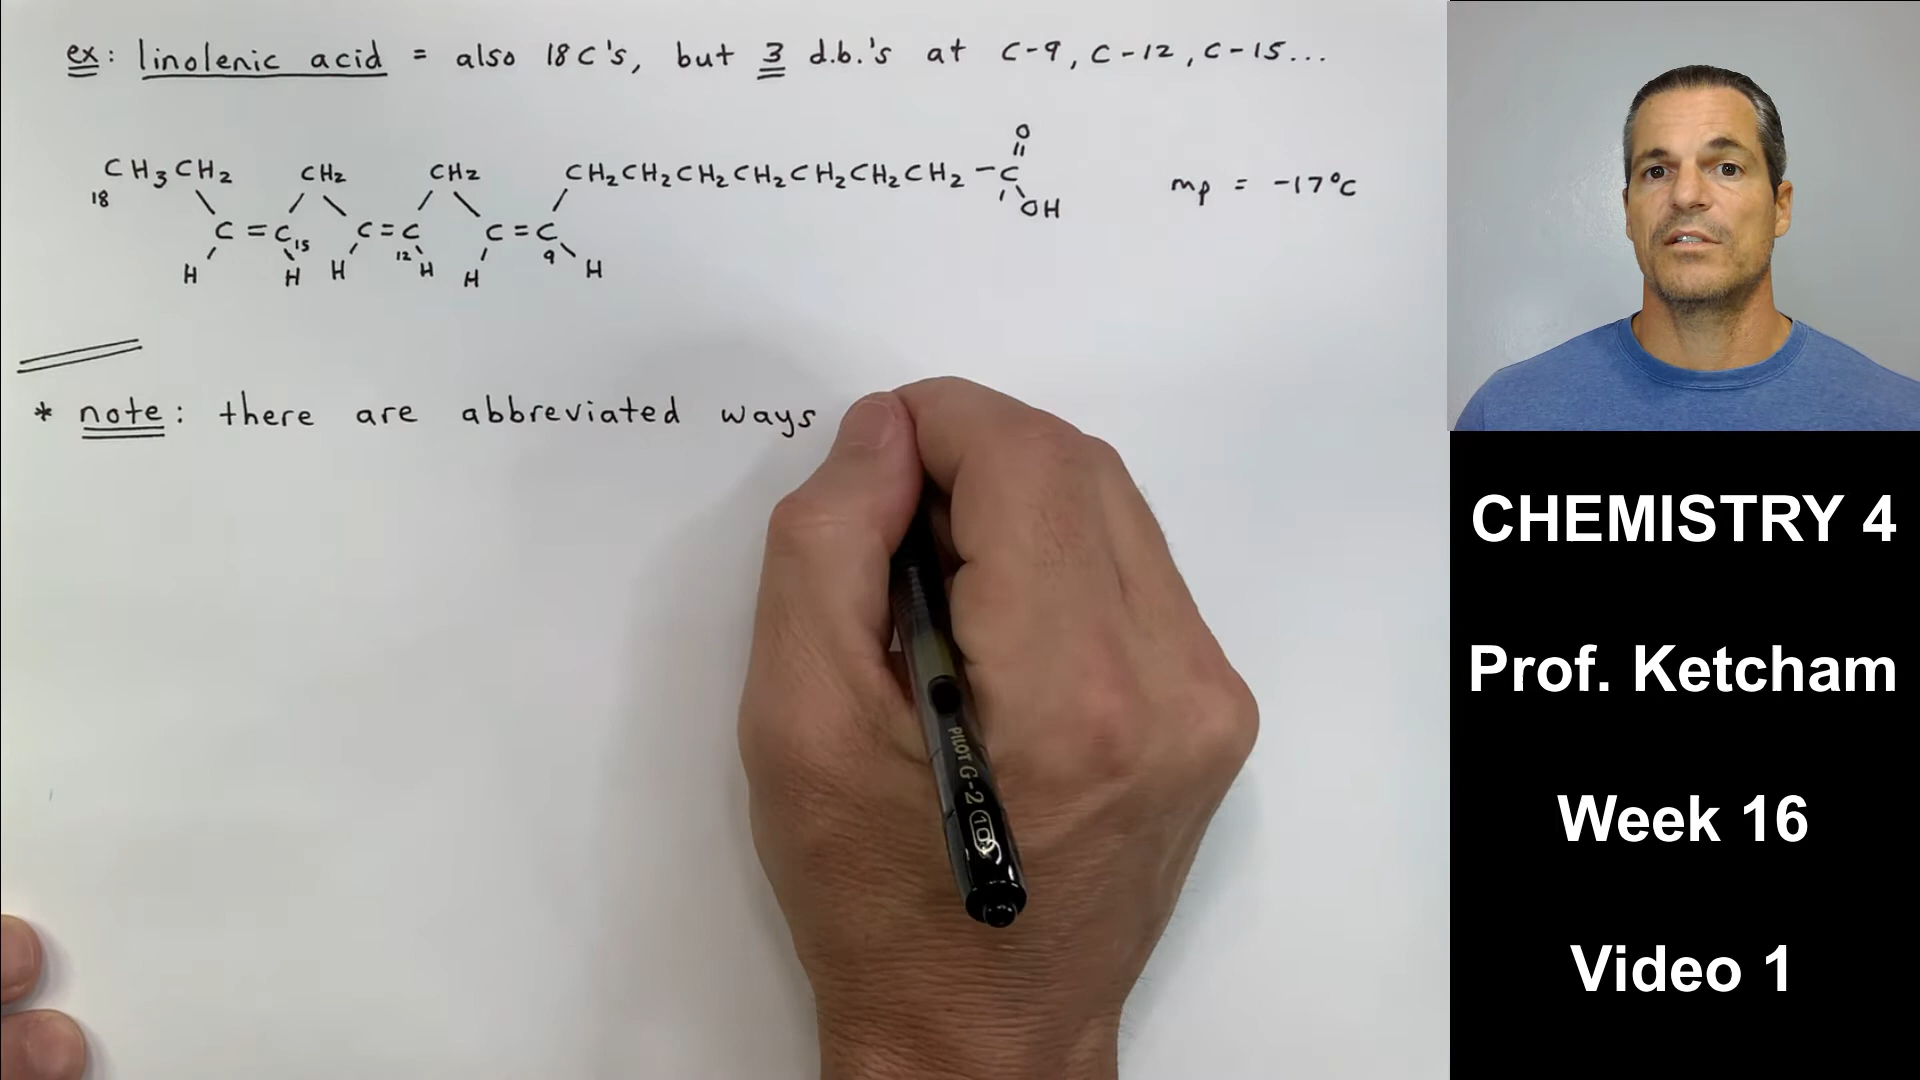 ex: linolenic acid = also 18 C's, but 3 d.b.'s at C-9, C-12, C-15...
O
CH3CH2 CH2 CH2 CH2CH2CH2CH2CH2CH2CH2 - C mp = -17°C
18 OH
C = C C = C C = C
15 12 9
H H H H H H
* note: there are abbreviated ways
PILOT G-2 10
CHEMISTRY 4
Prof. Ketcham
Week 16
Video 1